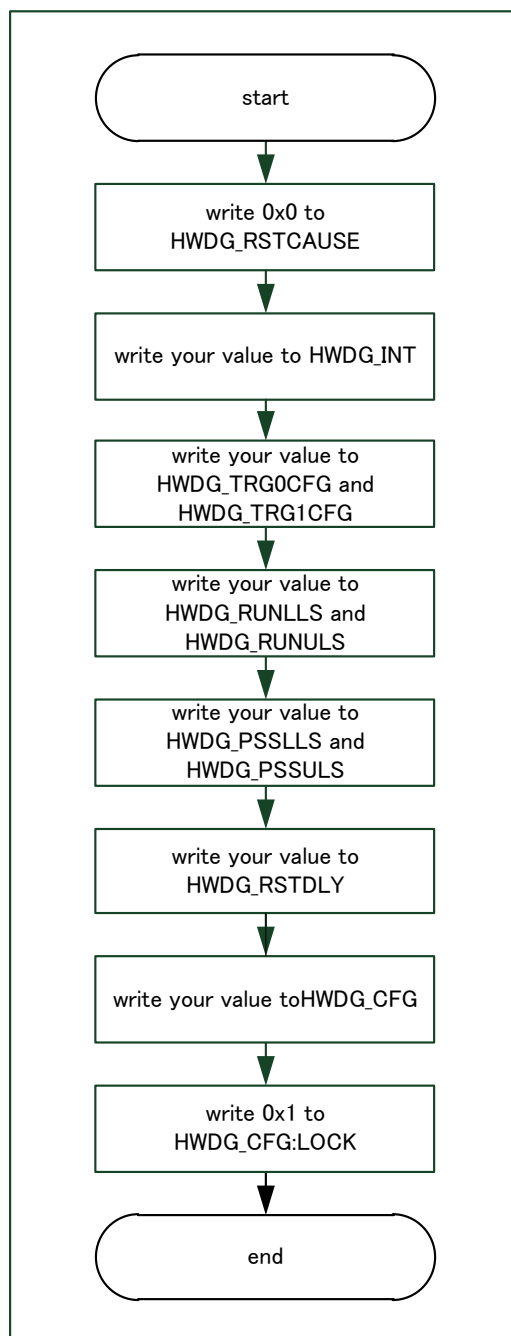 start
write 0x0 to
HWDG_RSTCAUSE
write your value to HWDG_INT
write your value to
HWDG_TRG0CFG and
HWDG_TRG1CFG
write your value to
HWDG_RUNLLS and
HWDG_RUNULS
write your value to
HWDG_PSSLLS and
HWDG_PSSULS
write your value to
HWDG_RSTDLY
write your value toHWDG_CFG
write 0x1 to
HWDG_CFG:LOCK
end